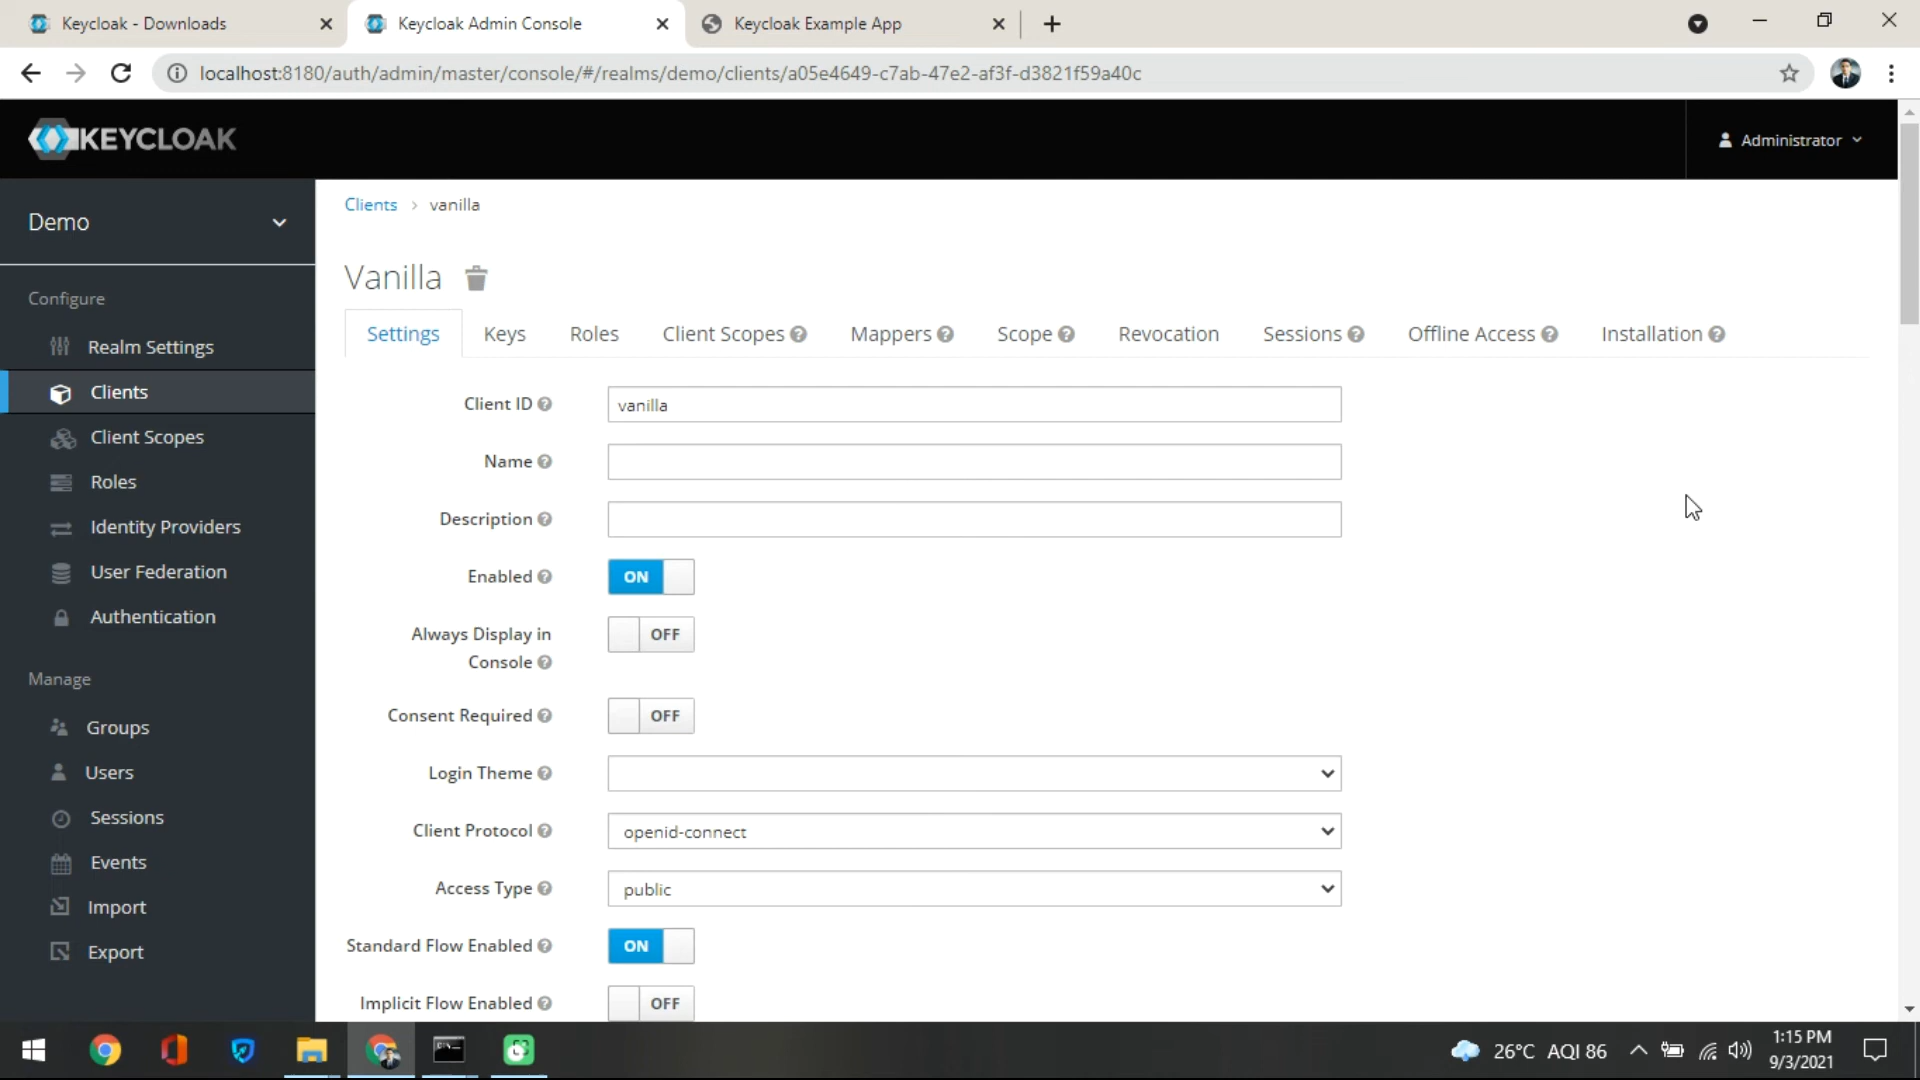 Keycloak - Downloads
Keycloak Admin Console
Keycloak Example App
localhost:8180/auth/admin/master/console/#/realms/demo/clients/a05e4649-c7ab-47e2-af3f-d3821f59a40c
KEYCLOAK
Administrator
Demo
Configure
Realm Settings
Clients
Client Scopes
Roles
Identity Providers
User Federation
Authentication
Manage
Groups
Users
Sessions
Events
Import
Export
Clients > vanilla
Vanilla
Settings Keys Roles Client Scopes Mappers Scope Revocation Sessions Offline Access Installation
Client ID vanilla
Name
Description
Enabled ON
Always Display in
Console
OFF
Consent Required OFF
Login Theme
Client Protocol openid-connect
Access Type public
Standard Flow Enabled ON
Implicit Flow Enabled OFF
26°C AQI 86
1:15 PM
9/3/2021